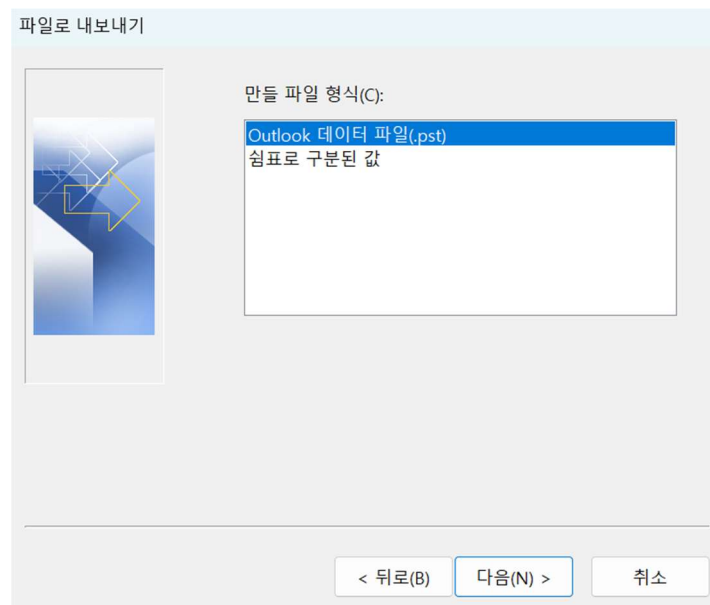 파일로 내보내기
만들 파일 형식(C):
Outlook 데이터 파일(.pst)
쉼표로 구분된 값
< 뒤로(B)
다음(N) >
취소